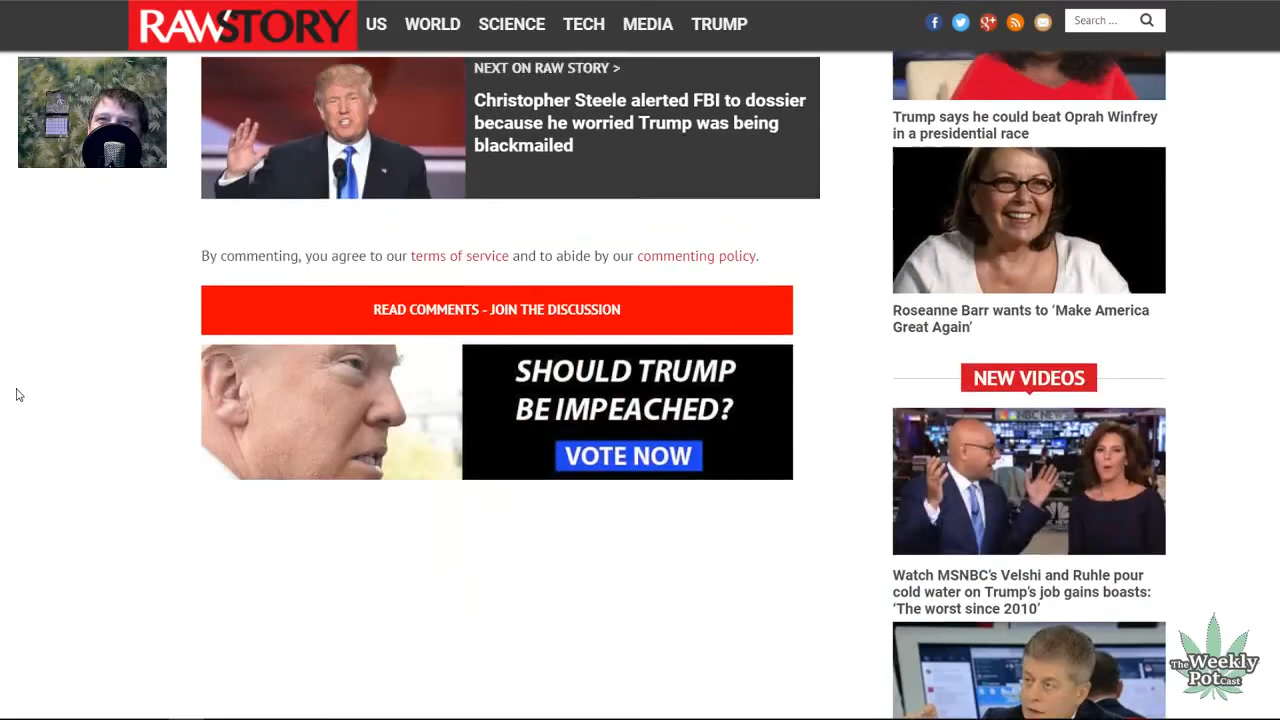 RAWSTORY
US WORLD SCIENCE TECH MEDIA TRUMP
Search ...
NEXT ON RAW STORY >
Christopher Steele alerted FBI to dossier
because he worried Trump was being
blackmailed
By commenting, you agree to our terms of service and to abide by our commenting policy.
READ COMMENTS - JOIN THE DISCUSSION
SHOULD TRUMP
BE IMPEACHED?
VOTE NOW
Trump says he could beat Oprah Winfrey
in a presidential race
Roseanne Barr wants to ‘Make America
Great Again’
NEW VIDEOS
Watch MSNBC’s Velshi and Ruhle pour
cold water on Trump’s job gains boasts:
‘The worst since 2010’
The Weekly
PotCast